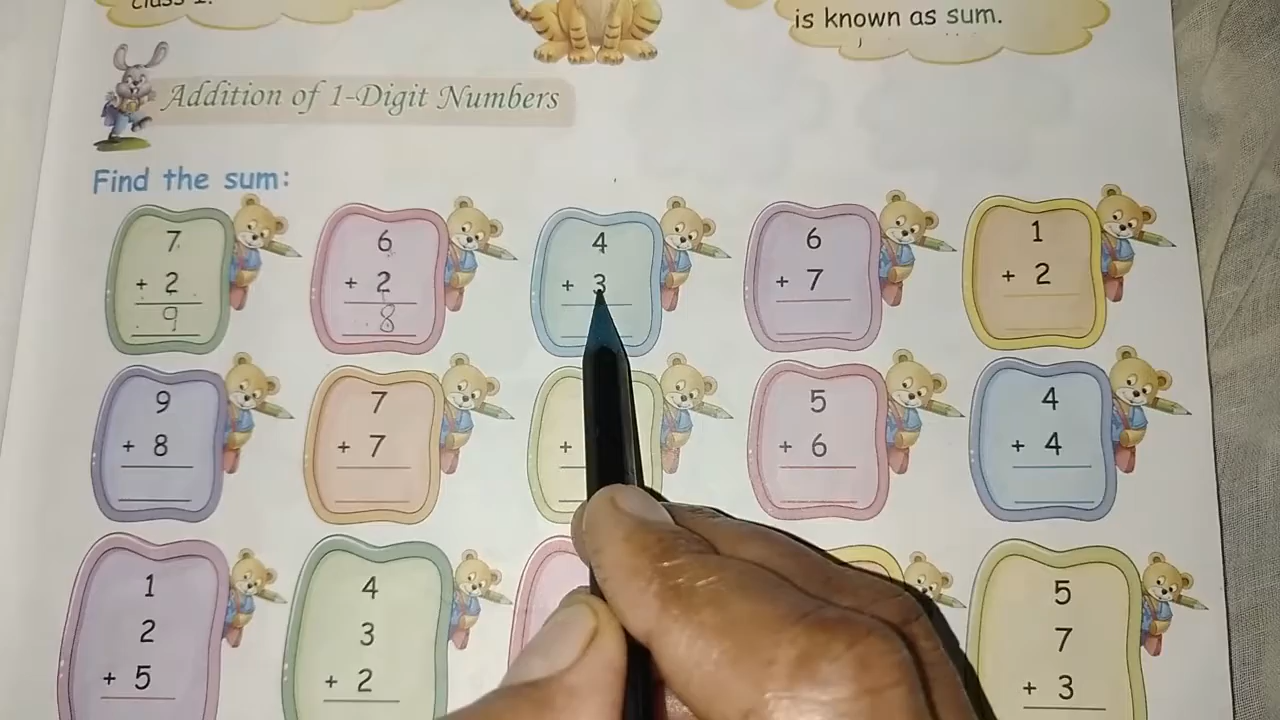 class 1.
is known as sum.
Addition of 1-Digit Numbers
Find the sum:
7 6 4 6 1
+ 2 + 2 + 3 + 7 + 2
9 8
9 7 5 4
+ 8 + 7 + + 6 + 4
1 4 5
2 3 7
+ 5 + 2 + 3